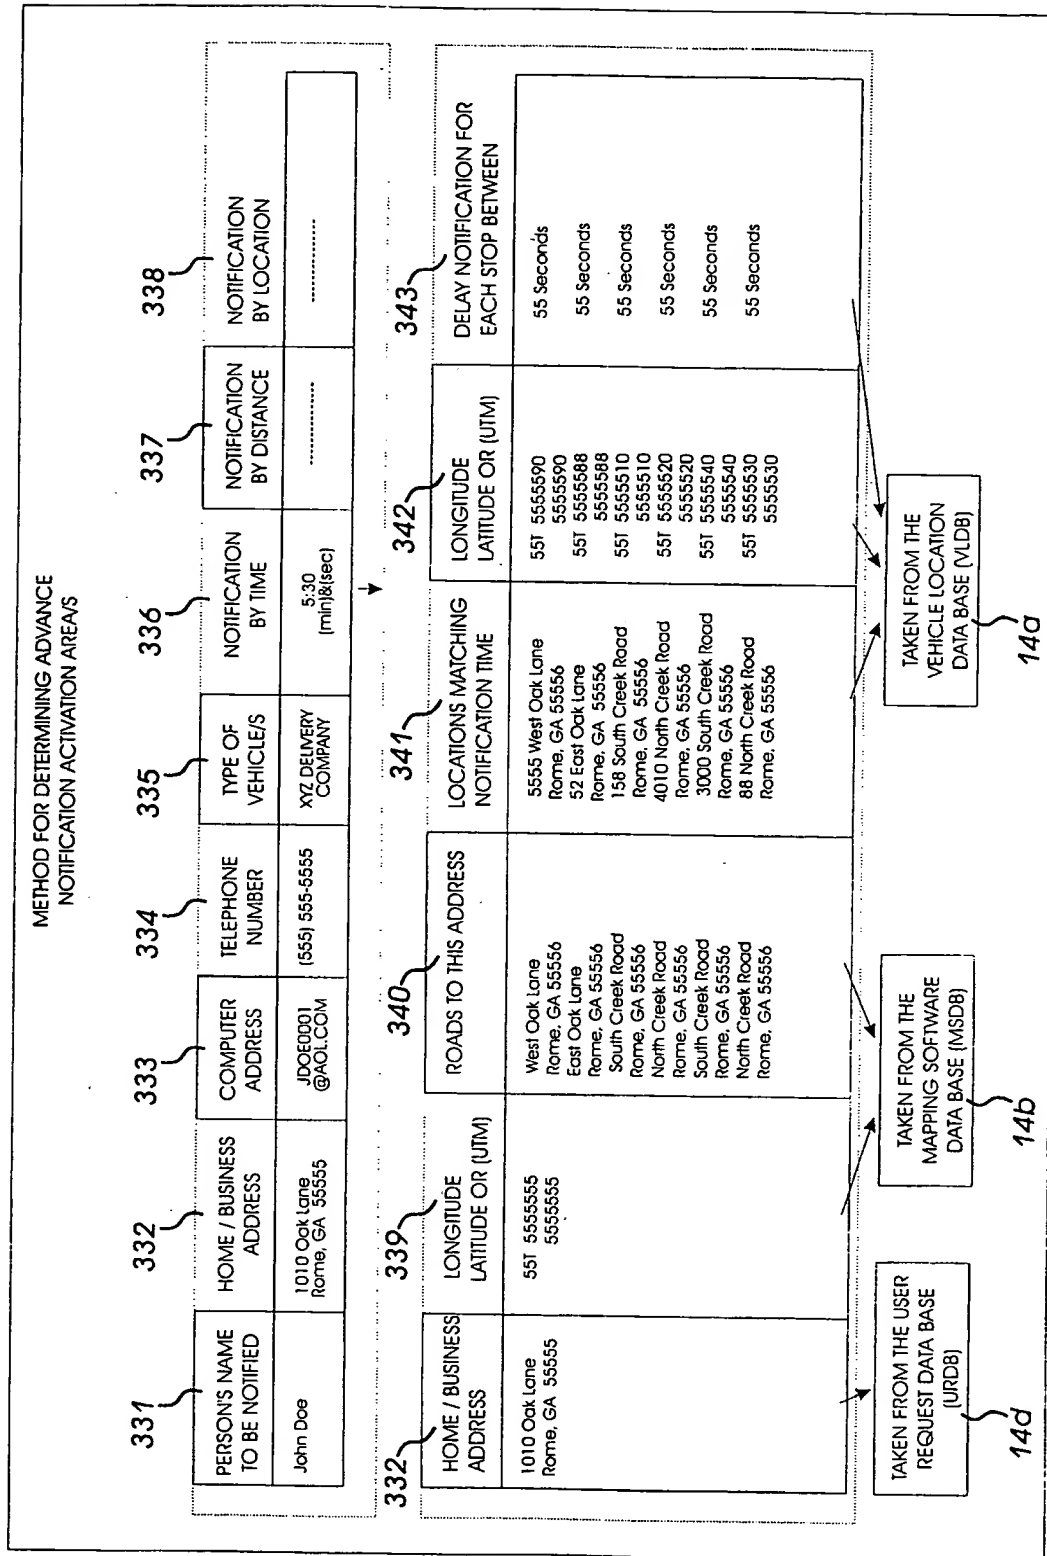 METHOD FOR DETERMINING ADVANCE
NOTIFICATION ACTIVATION AREA/S
331
332
333
334
335
336
337
338
PERSON'S NAME
TO BE NOTIFIED
HOME / BUSINESS
ADDRESS
COMPUTER
ADDRESS
TELEPHONE
NUMBER
TYPE OF
VEHICLE/S
NOTIFICATION
BY TIME
NOTIFICATION
BY DISTANCE
NOTIFICATION
BY LOCATION
John Doe
1010 Oak Lane
Rome, GA 55555
JDOE0001
@AOL.COM
(555) 555-5555
XYZ DELIVERY
COMPANY
5:30
(min)&(sec)
---------------
---------------
332
339
340
341
342
343
HOME / BUSINESS
ADDRESS
LONGITUDE
LATITUDE OR (UTM)
ROADS TO THIS ADDRESS
LOCATIONS MATCHING
NOTIFICATION TIME
LONGITUDE
LATITUDE OR (UTM)
DELAY NOTIFICATION FOR
EACH STOP BETWEEN
1010 Oak Lane
Rome, GA 55555
55T 5555555
5555555
West Oak Lane
Rome, GA 55556
East Oak Lane
Rome, GA 55556
South Creek Road
Rome, GA 55556
North Creek Road
Rome, GA 55556
South Creek Road
Rome, GA 55556
North Creek Road
Rome, GA 55556
5555 West Oak Lane
Rome, GA 55556
52 East Oak Lane
Rome, GA 55556
158 South Creek Road
Rome, GA 55556
4010 North Creek Road
Rome, GA 55556
3000 South Creek Road
Rome, GA 55556
88 North Creek Road
Rome, GA 55556
55T 5555590
5555590
55T 5555588
5555588
55T 5555510
5555510
55T 5555520
5555520
55T 5555540
5555540
55T 5555530
5555530
55 Seconds
55 Seconds
55 Seconds
55 Seconds
55 Seconds
55 Seconds
TAKEN FROM THE USER
REQUEST DATA BASE
(URDB)
14d
TAKEN FROM THE
MAPPING SOFTWARE
DATA BASE (MSDB)
14b
TAKEN FROM THE
VEHICLE LOCATION
DATA BASE (VLDB)
14a